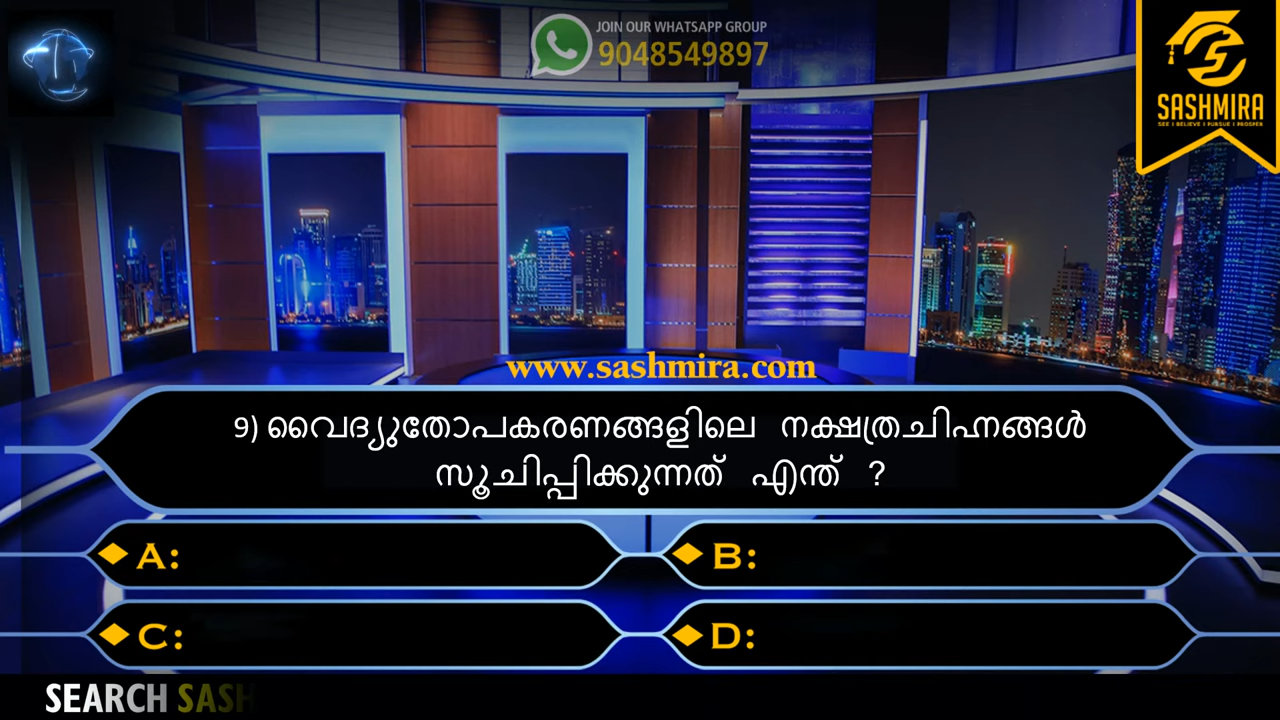 JOIN OUR WHATSAPP GROUP
9048549897
SASHMIRA
SEE | BELIEVE | PURSUE | PROSPER
www.sashmira.com
9) വൈദ്യുതോപകരണങ്ങളിലെ നക്ഷത്രചിഹ്നങ്ങൾ
സൂചിപ്പിക്കുന്നത് എന്ത് ?
A:
B:
C:
D:
SEARCH SASH